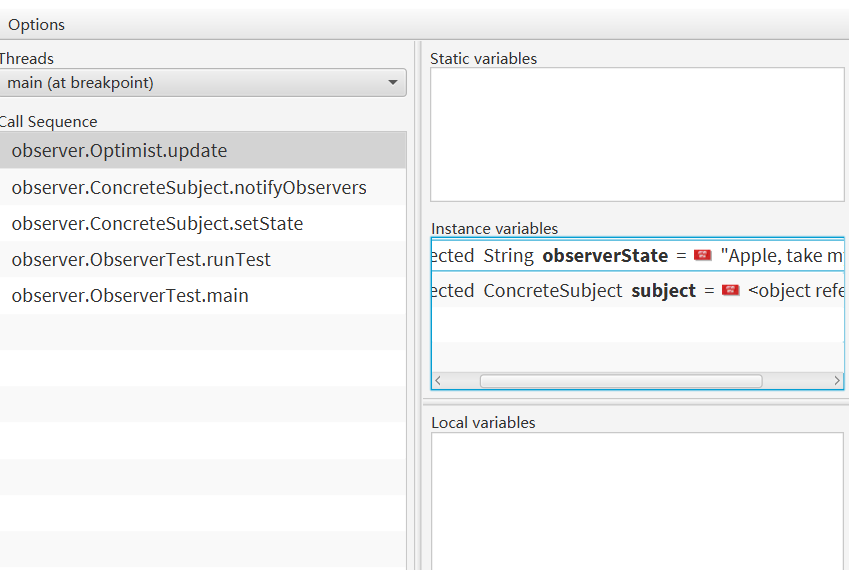 Options
Threads
main (at breakpoint)
Call Sequence
observer.Optimist.update
observer.ConcreteSubject.notifyObservers
observer.ConcreteSubject.setState
observer.ObserverTest.runTest
observer.ObserverTest.main
Static variables
Instance variables
ected String observerState = "Apple, take m
ected ConcreteSubject subject = <object refe
Local variables